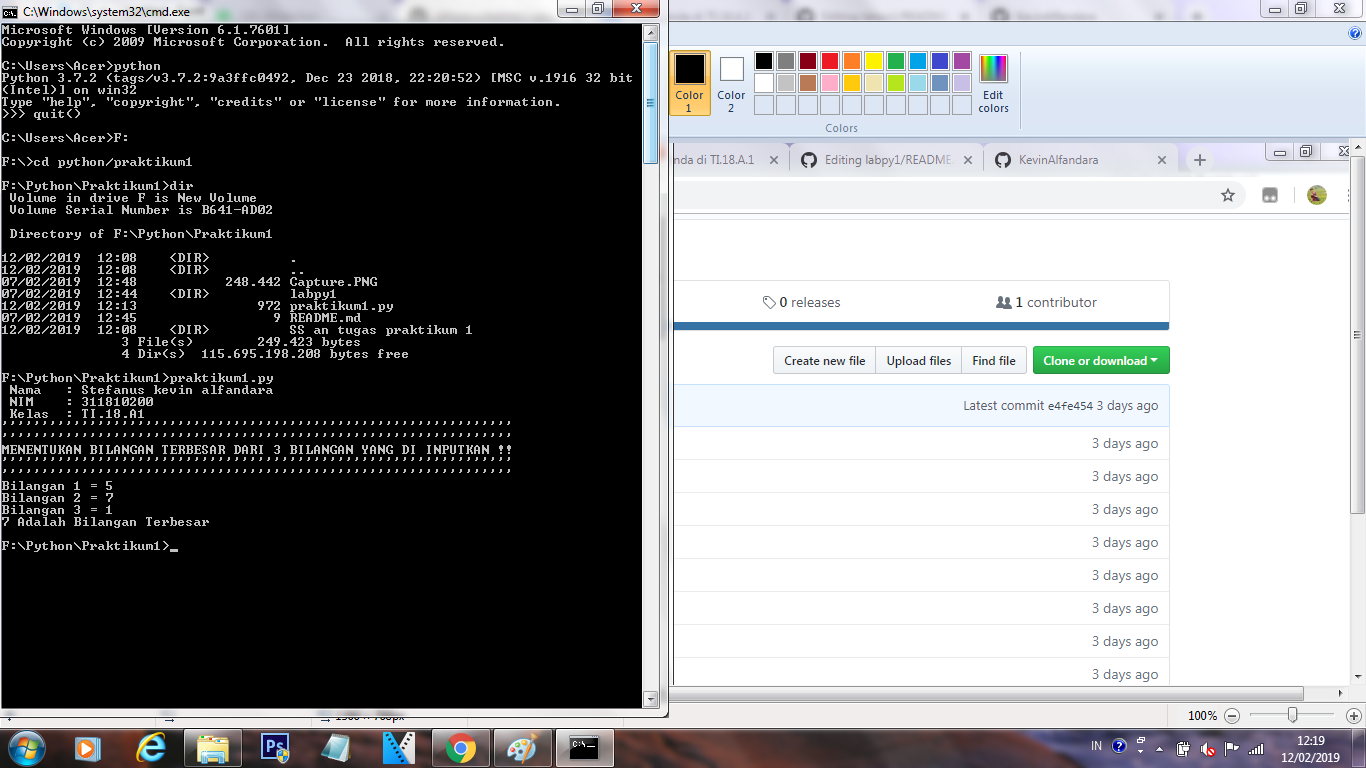 C:\Windows\system32\cmd.exe
Microsoft Windows [Version 6.1.7601]
Copyright (c) 2009 Microsoft Corporation.  All rights reserved.
C:\Users\Acer>python
Python 3.7.2 (tags/v3.7.2:9a3ffc0492, Dec 23 2018, 22:20:52) [MSC v.1916 32 bit
(Intel)] on win32
Type "help", "copyright", "credits" or "license" for more information.
>>> quit()
C:\Users\Acer>F:
F:\>cd python/praktikum1
F:\Python\Praktikum1>dir
 Volume in drive F is New Volume
 Volume Serial Number is B641-AD02
 Directory of F:\Python\Praktikum1
12/02/2019  12:08    <DIR>          .
12/02/2019  12:08    <DIR>          ..
07/02/2019  12:48           248.442 Capture.PNG
07/02/2019  12:44    <DIR>          labpy1
12/02/2019  12:13               972 praktikum1.py
07/02/2019  12:45                 9 README.md
12/02/2019  12:08    <DIR>          SS an tugas praktikum 1
               3 File(s)        249.423 bytes
               4 Dir(s)  115.695.198.208 bytes free
F:\Python\Praktikum1>praktikum1.py
 Nama   : Stefanus kevin alfandara
 NIM    : 311810200
 Kelas  : TI.18.A1
,,,,,,,,,,,,,,,,,,,,,,,,,,,,,,,,,,,,,,,,,,,,,,,,,,,,,,,,,,,,,,,,
,,,,,,,,,,,,,,,,,,,,,,,,,,,,,,,,,,,,,,,,,,,,,,,,,,,,,,,,,,,,,,,,
MENENTUKAN BILANGAN TERBESAR DARI 3 BILANGAN YANG DI INPUTKAN !!
,,,,,,,,,,,,,,,,,,,,,,,,,,,,,,,,,,,,,,,,,,,,,,,,,,,,,,,,,,,,,,,,
,,,,,,,,,,,,,,,,,,,,,,,,,,,,,,,,,,,,,,,,,,,,,,,,,,,,,,,,,,,,,,,,
Bilangan 1 = 5
Bilangan 2 = 7
Bilangan 3 = 1
7 Adalah Bilangan Terbesar
F:\Python\Praktikum1>_
Color 1
Color 2
Edit colors
Colors
nda di TI.18.A.1
Editing labpy1/README.
KevinAlfandara
0 releases
1 contributor
Create new file
Upload files
Find file
Clone or download
Latest commit e4fe454 3 days ago
3 days ago
3 days ago
3 days ago
3 days ago
3 days ago
3 days ago
3 days ago
3 days ago
100%
Ps
C:\_
IN
12:19
12/02/2019